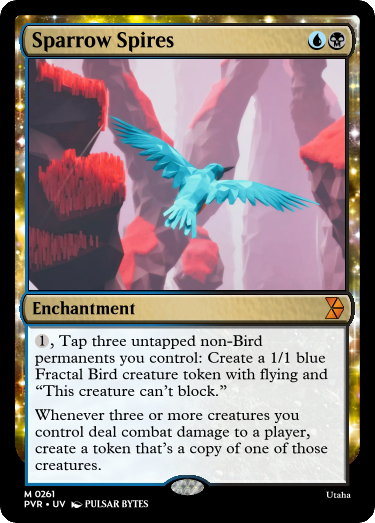 Sparrow Spires
Enchantment
1, Tap three untapped non-Bird
permanents you control: Create a 1/1 blue
Fractal Bird creature token with flying and
“This creature can’t block.”
Whenever three or more creatures you
control deal combat damage to a player,
create a token that’s a copy of one of those
creatures.
M 0261
PVR • UV PULSAR BYTES
Utaha